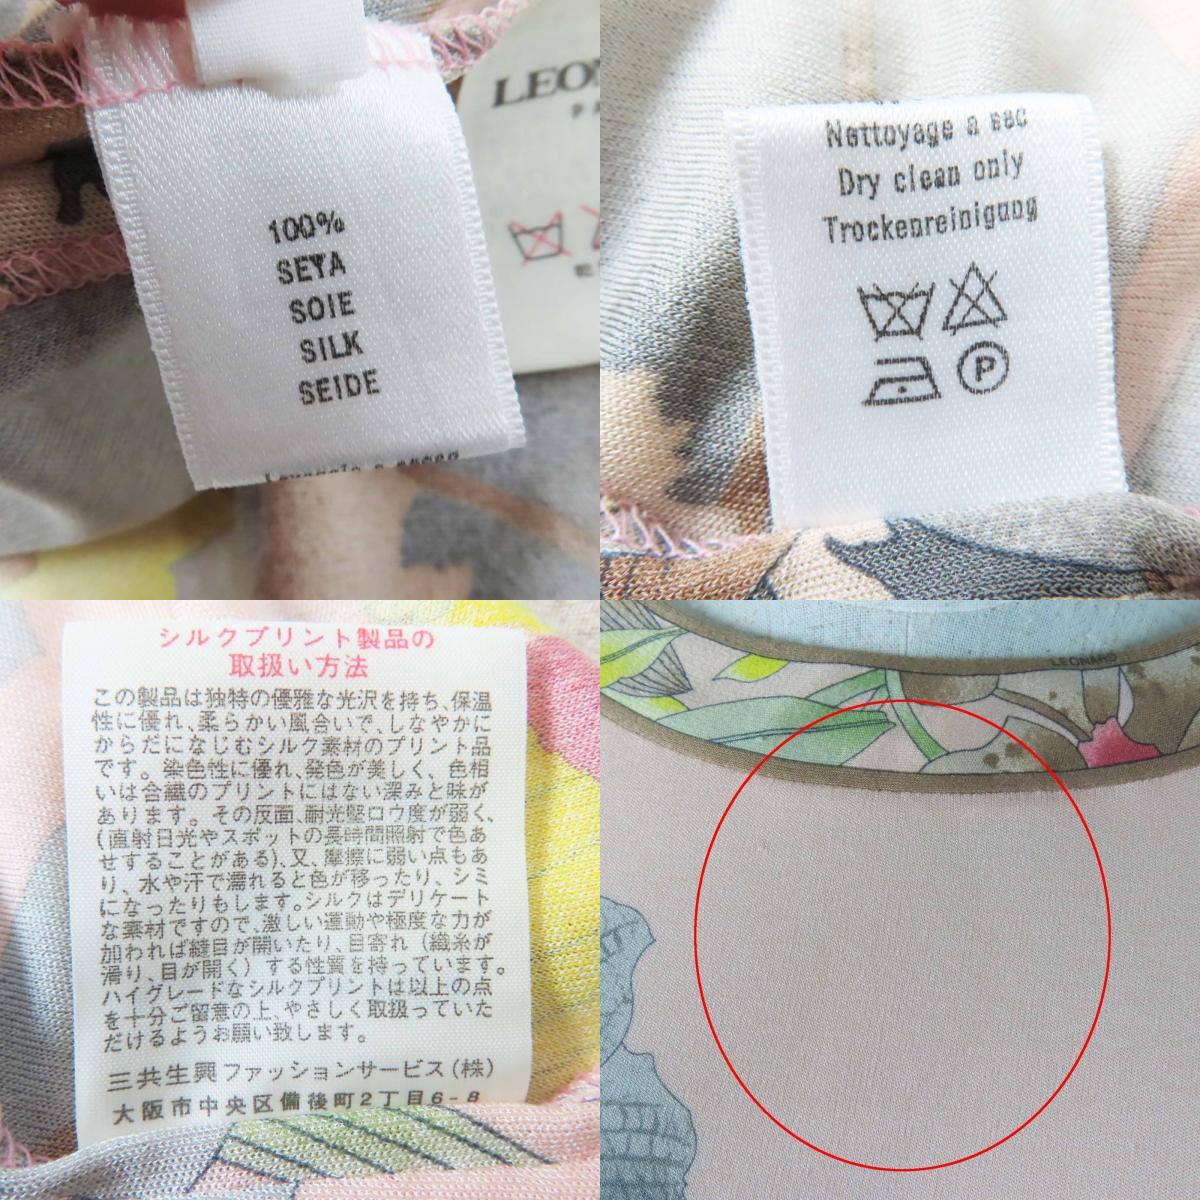 100%
SETA
SOIE
SILK
SEIDE
Nettoyage a sec
Dry clean only
Trockenreinigung
P
シルクプリント製品の
取扱い方法
この製品は独特の優雅な光沢を持ち、保温
性に優れ、柔らかい風合いで、しなやかに
からだになじむシルク素材のプリント品
です。染色性に優れ、発色が美しく、色相
いは合繊のプリントにはない深みと味が
あります。その反面、耐光堅ロウ度が弱く、
(直射日光やスポットの長時間照射で色あ
せすることがある)、又、摩擦に弱い点もあ
り、水や汗で濡れると色が移ったり、シミ
になったりもします。シルクはデリケート
な素材ですので、激しい運動や極度な力が
加われば縫目が開いたり、目寄れ(織糸が
滑り、目が開く)する性質を持っています。
ハイグレードなシルクプリントは以上の点
を十分ご留意の上、やさしく取扱っていた
だけるようお願い致します。
三共生興ファッションサービス(株)
大阪市中央区備後町2丁目6-8
LEONARD